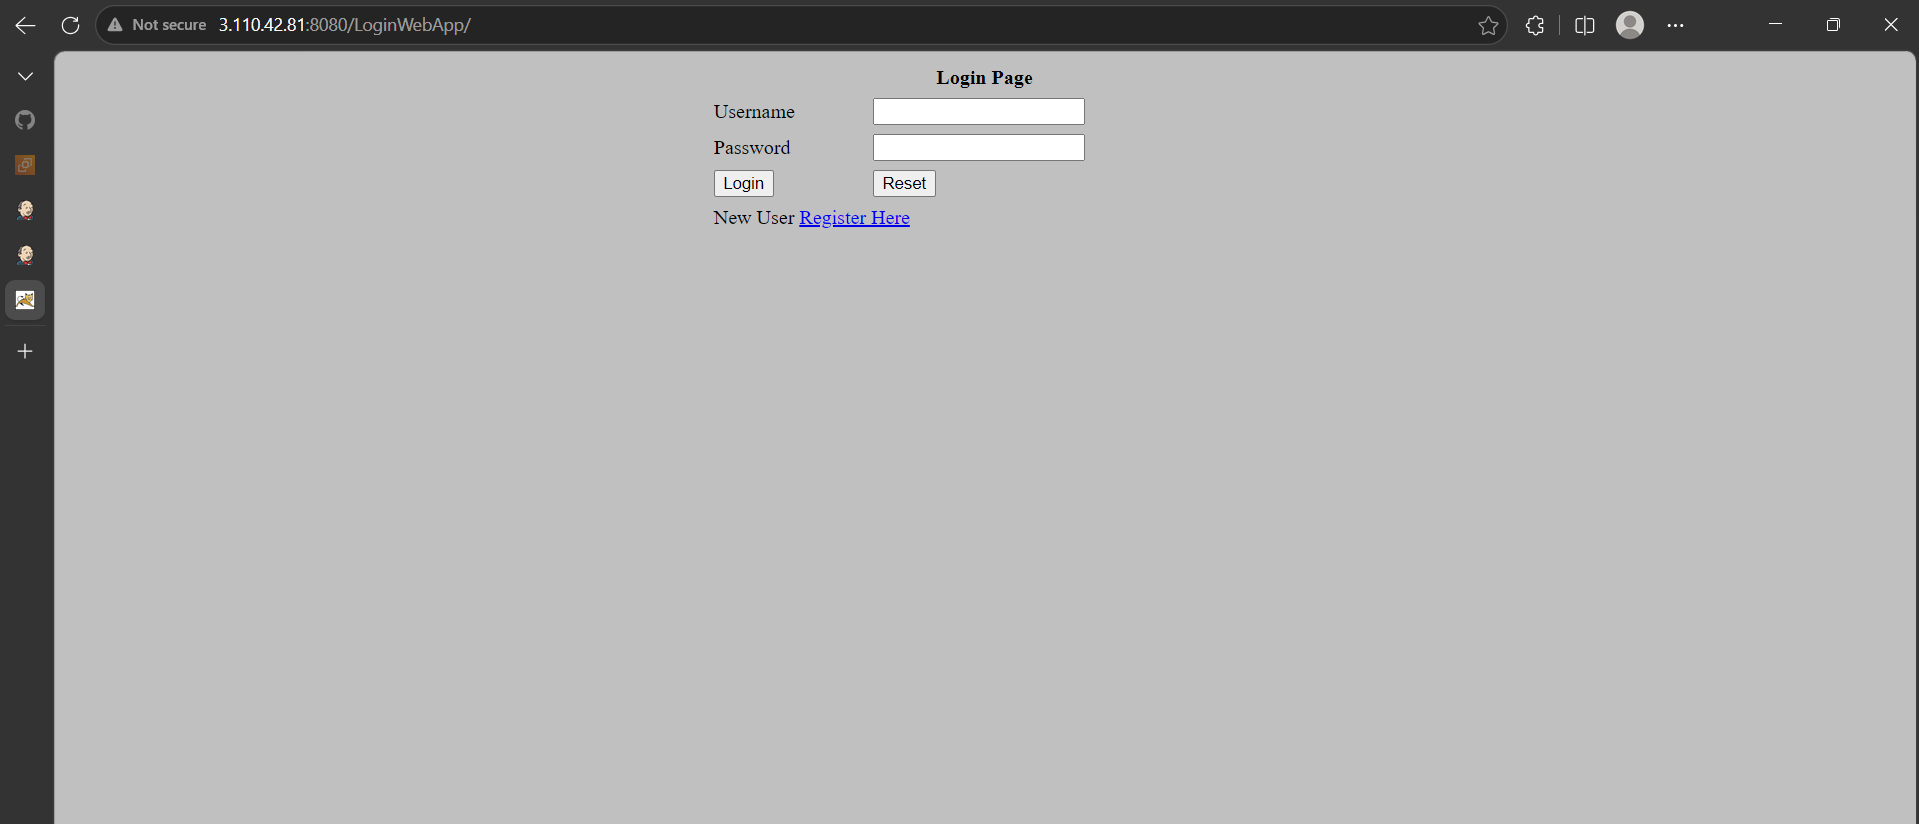 Not secure 3.110.42.81:8080/LoginWebApp/
Login Page
Username
Password
Login Reset
New User Register Here